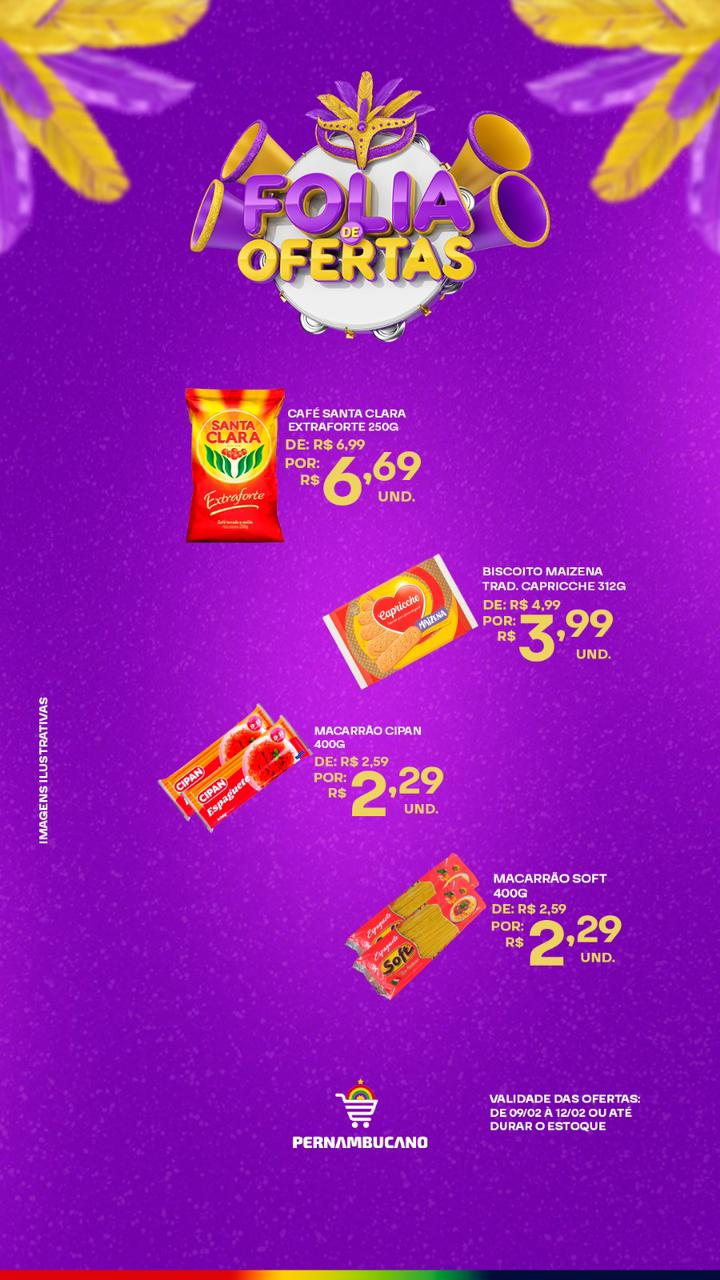 FOLIA
DE
OFERTAS
SANTA
CLARA
Extraforte
CAFÉ SANTA CLARA
EXTRAFORTE 250G
DE: R$ 6,99
POR:
R$ 6,69
UND.
Capricche
MAIZENA
BISCOITO MAIZENA
TRAD. CAPRICCHE 312G
DE: R$ 4,99
POR:
R$ 3,99
UND.
IMAGENS ILUSTRATIVAS
CIPAN
CIPAN
Espaguete
MACARRÃO CIPAN
400G
DE: R$ 2,59
POR:
R$ 2,29
UND.
Espaguete
Espaguete
Soft
MACARRÃO SOFT
400G
DE: R$ 2,59
POR:
R$ 2,29
UND.
PERNAMBUCANO
VALIDADE DAS OFERTAS:
DE 09/02 À 12/02 OU ATÉ
DURAR O ESTOQUE